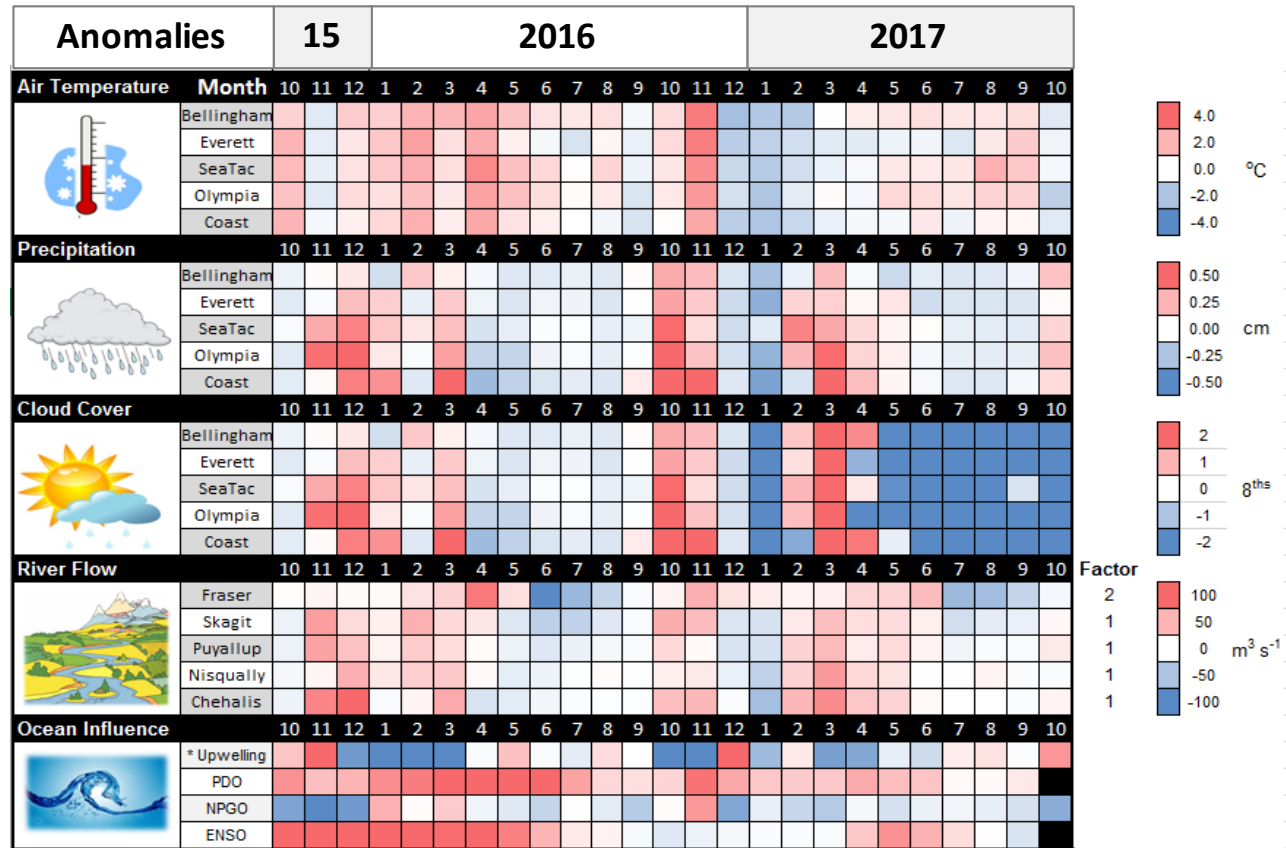 Anomalies 15 2016 2017
Air Temperature Month 10 11 12 1 2 3 4 5 6 7 8 9 10 11 12 1 2 3 4 5 6 7 8 9 10
Bellingham 4.0
Everett 2.0
SeaTac 0.0 °C
Olympia -2.0
Coast -4.0
Precipitation 10 11 12 1 2 3 4 5 6 7 8 9 10 11 12 1 2 3 4 5 6 7 8 9 10
Bellingham 0.50
Everett 0.25
SeaTac 0.00 cm
Olympia -0.25
Coast -0.50
Cloud Cover 10 11 12 1 2 3 4 5 6 7 8 9 10 11 12 1 2 3 4 5 6 7 8 9 10
Bellingham 2
Everett 1
SeaTac 0 8ths
Olympia -1
Coast -2
River Flow 10 11 12 1 2 3 4 5 6 7 8 9 10 11 12 1 2 3 4 5 6 7 8 9 10 Factor
Fraser 2 100
Skagit 1 50
Puyallup 1 0 m³ s⁻¹
Nisqually 1 -50
Chehalis 1 -100
Ocean Influence 10 11 12 1 2 3 4 5 6 7 8 9 10 11 12 1 2 3 4 5 6 7 8 9 10
* Upwelling
PDO
NPGO
ENSO